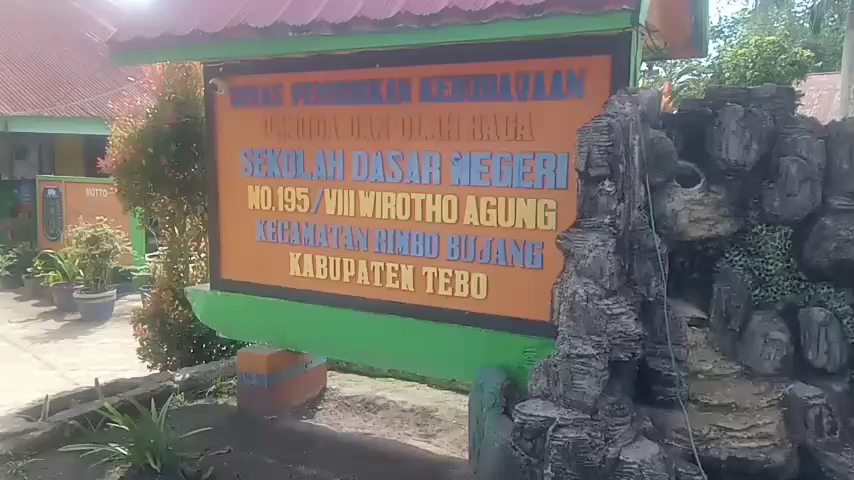 DINAS PENDIDIKAN KEBUDAYAAN
PEMUDA DAN OLAH RAGA
SEKOLAH DASAR NEGERI
NO.195/VIII WIROTHO AGUNG
KECAMATAN RIMBO BUJANG
KABUPATEN TEBO
MOTTO